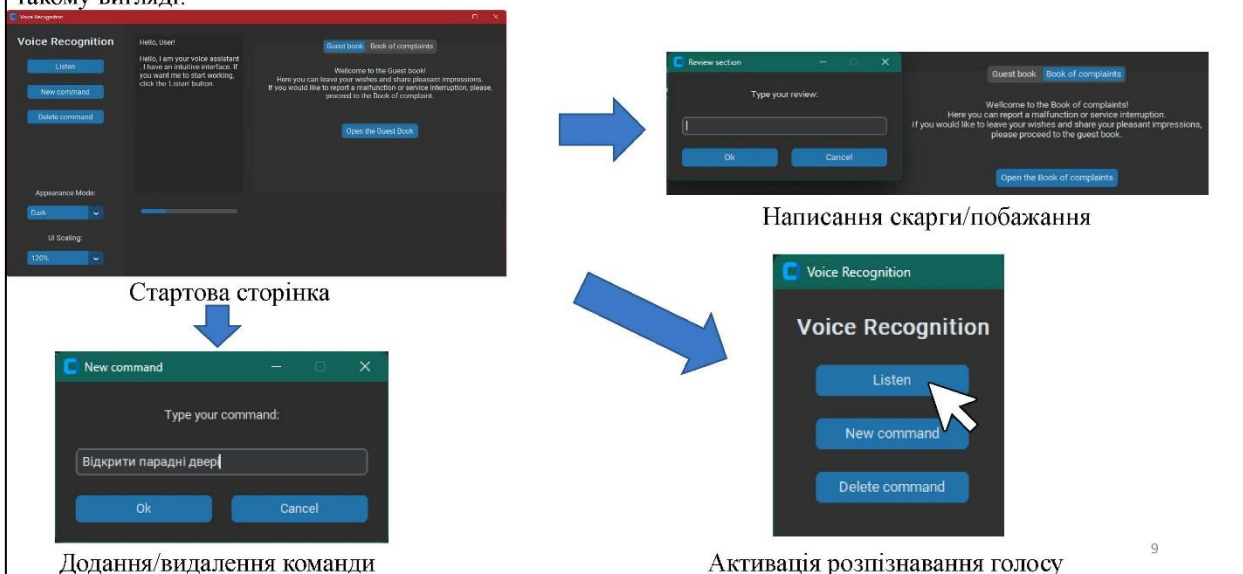 такому вигляді:
Voice Recognition
Voice Recognition
Listen
New command
Delete command
Appearance Mode:
Dark
UI Scaling:
120%
Hello, User!
Hello, I am your voice assistant
. I have an intuitive interface. If
you want me to start working,
click the 'Listen' button.
Guest book Book of complaints
Wellcome to the Guest book!
Here you can leave your wishes and share pleasant impressions.
If you would like to report a malfunction or service interruption, please,
proceed to the Book of complaint.
Open the Guest Book
Стартова сторінка
Review section
Type your review:
Ok Cancel
Guest book Book of complaints
Wellcome to the Book of complaints!
Here you can report a malfunction or service interruption.
If you would like to leave your wishes and share your pleasant impressions,
please proceed to the guest book.
Open the Book of complaints
Написання скарги/побажання
New command
Type your command:
Відкрити парадні двері
Ok Cancel
Додання/видалення команди
Voice Recognition
Voice Recognition
Listen
New command
Delete command
Активація розпізнавання голосу
9